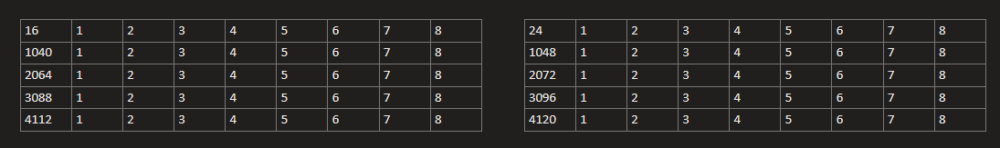 16 1 2 3 4 5 6 7 8
1040 1 2 3 4 5 6 7 8
2064 1 2 3 4 5 6 7 8
3088 1 2 3 4 5 6 7 8
4112 1 2 3 4 5 6 7 8
24 1 2 3 4 5 6 7 8
1048 1 2 3 4 5 6 7 8
2072 1 2 3 4 5 6 7 8
3096 1 2 3 4 5 6 7 8
4120 1 2 3 4 5 6 7 8